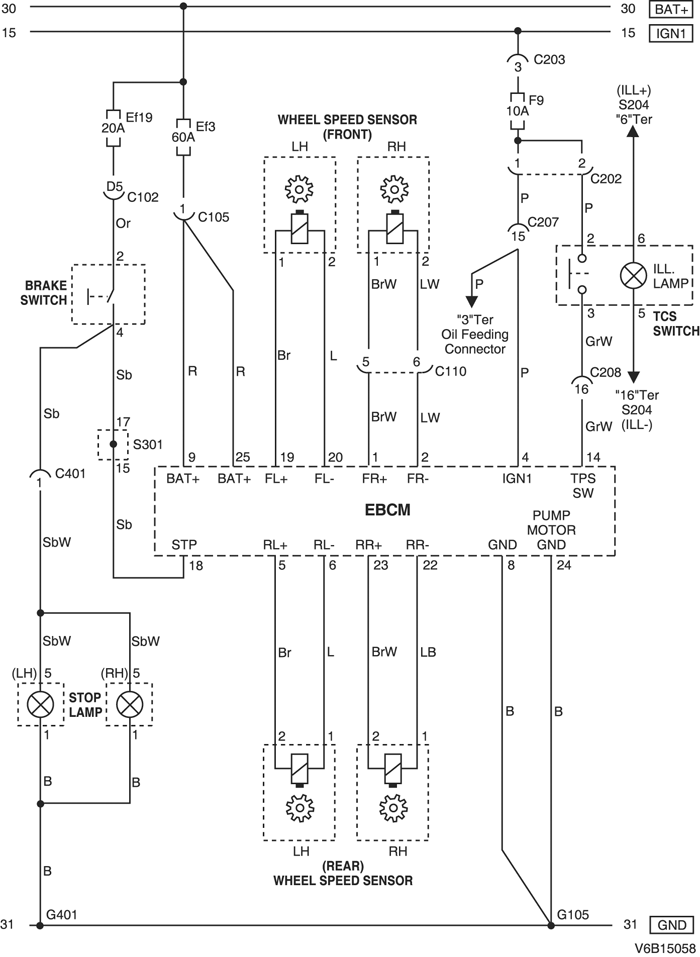 30 30 BAT+
15 15 IGN1
C203
3
Ef19
20A
Ef3
60A
F9
10A
WHEEL SPEED SENSOR
(FRONT)
LH RH
(ILL+)
S204
"6"Ter
D5
C102
1
C105
1 2
C202
Or
P P
C207
15
2
BRAKE
SWITCH
4
1 2 1 2
BrW LW
P
"3"Ter
Oil Feeding
Connector
2 6
ILL.
LAMP
3 5
TCS
SWITCH
GrW
C208
16
"16"Ter
S204
(ILL-)
Sb Sb
R R
Br L
5 6
C110
BrW LW
P
GrW
17
S301
15
C401
1
9 25 19 20 1 2 4 14
BAT+ BAT+ FL+ FL- FR+ FR- IGN1 TPS
SW
EBCM
PUMP
MOTOR
STP RL+ RL- RR+ RR- GND GND
18 5 6 23 22 8 24
Sb
SbW
SbW SbW
Br L BrW LB
B B
(LH) 5 (RH) 5
STOP
LAMP
1 1
B B
2 1 2 1
LH RH
(REAR)
WHEEL SPEED SENSOR
B
G401 G105
31 31 GND
V6B15058